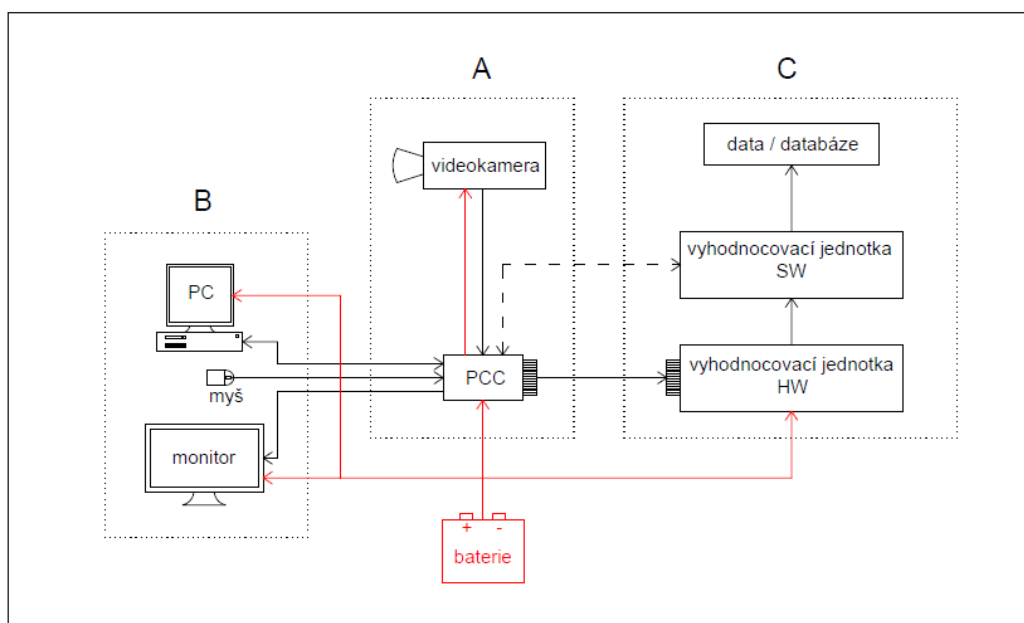 A
C
videokamera
data / databáze
B
vyhodnocovací jednotka
SW
PC
PCC
vyhodnocovací jednotka
HW
myš
monitor
+ -
baterie